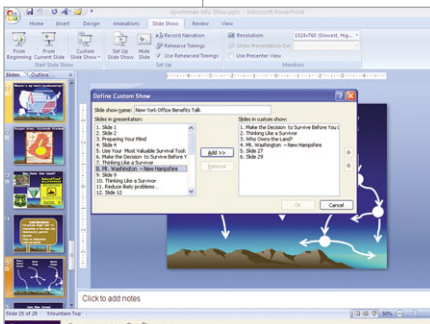 Sportsman Info Show.pptx - Microsoft PowerPoint
Home Insert Design Animations Slide Show Review View
From Beginning
From Current Slide
Custom Slide Show
Set Up Slide Show
Hide Slide
Record Narration
Rehearse Timings
Use Rehearsed Timings
Resolution: 1024x768 (Slowest, Hig...
Show Presentation On:
Use Presenter View
Start Slide Show Set Up Monitors
Slides Outline
Define Custom Show
Slide show name: New York Office Benefits Talk
Slides in presentation:
1. Slide 1
2. Slide 2
3. Preparing Your Mind
4. Slide 4
5. Use Your Most Valuable Survival Tool!
6. Make the Decision to Survive Before Y
7. Thinking Like a Survivor
8. Mt. Washington ~New Hampshire
9. Slide 9
10. Thinking Like a Survivor
11. Reduce likely problems...
12. Slide 12
Add >>
Remove
Slides in custom show:
1. Make the Decision to Survive Before You L
2. Thinking Like a Survivor
3. Who Owns the Land?
4. Mt. Washington ~New Hampshire
5. Slide 27
6. Slide 29
OK Cancel
Click to add notes
Slide 25 of 29 "Mountain Top" 50%